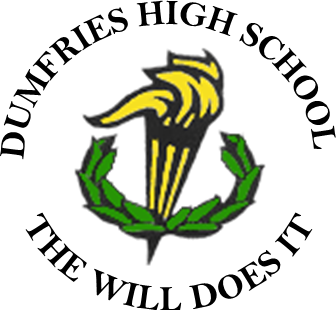 DUMFRIES HIGH SCHOOL
THE WILL DOES IT